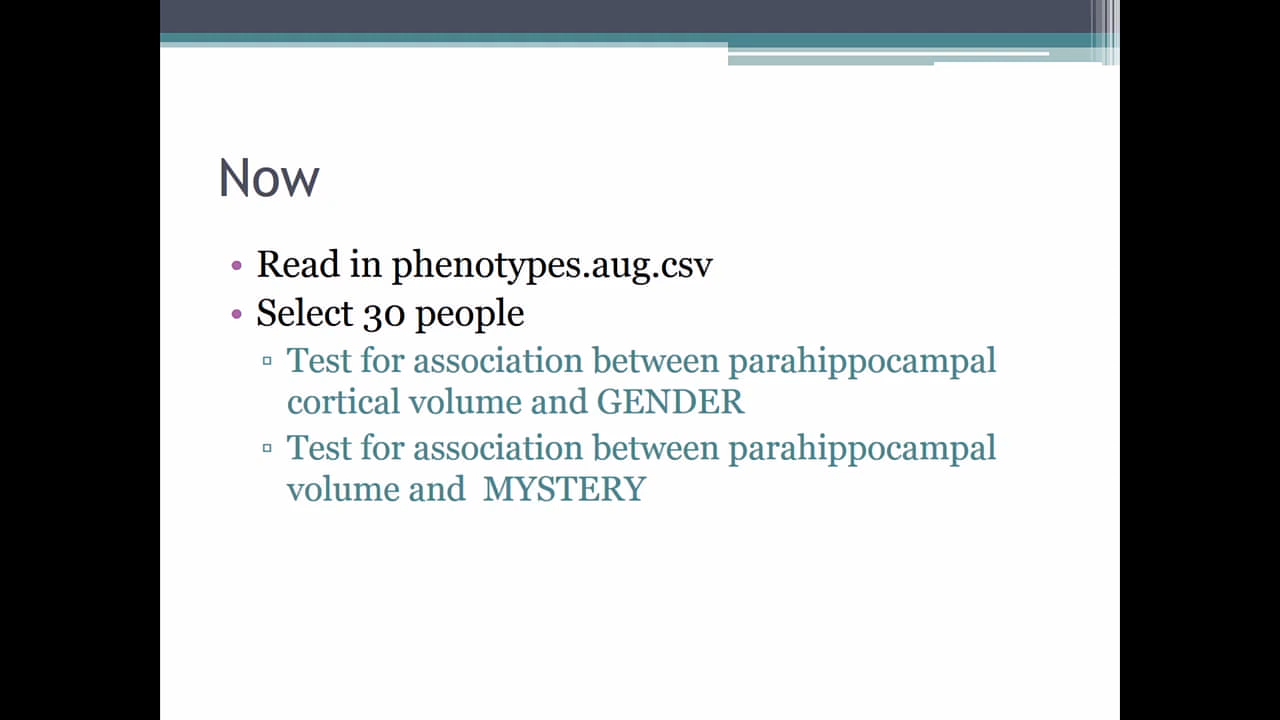 Now
• Read in phenotypes.aug.csv
• Select 30 people
▫ Test for association between parahippocampal
cortical volume and GENDER
▫ Test for association between parahippocampal
volume and  MYSTERY